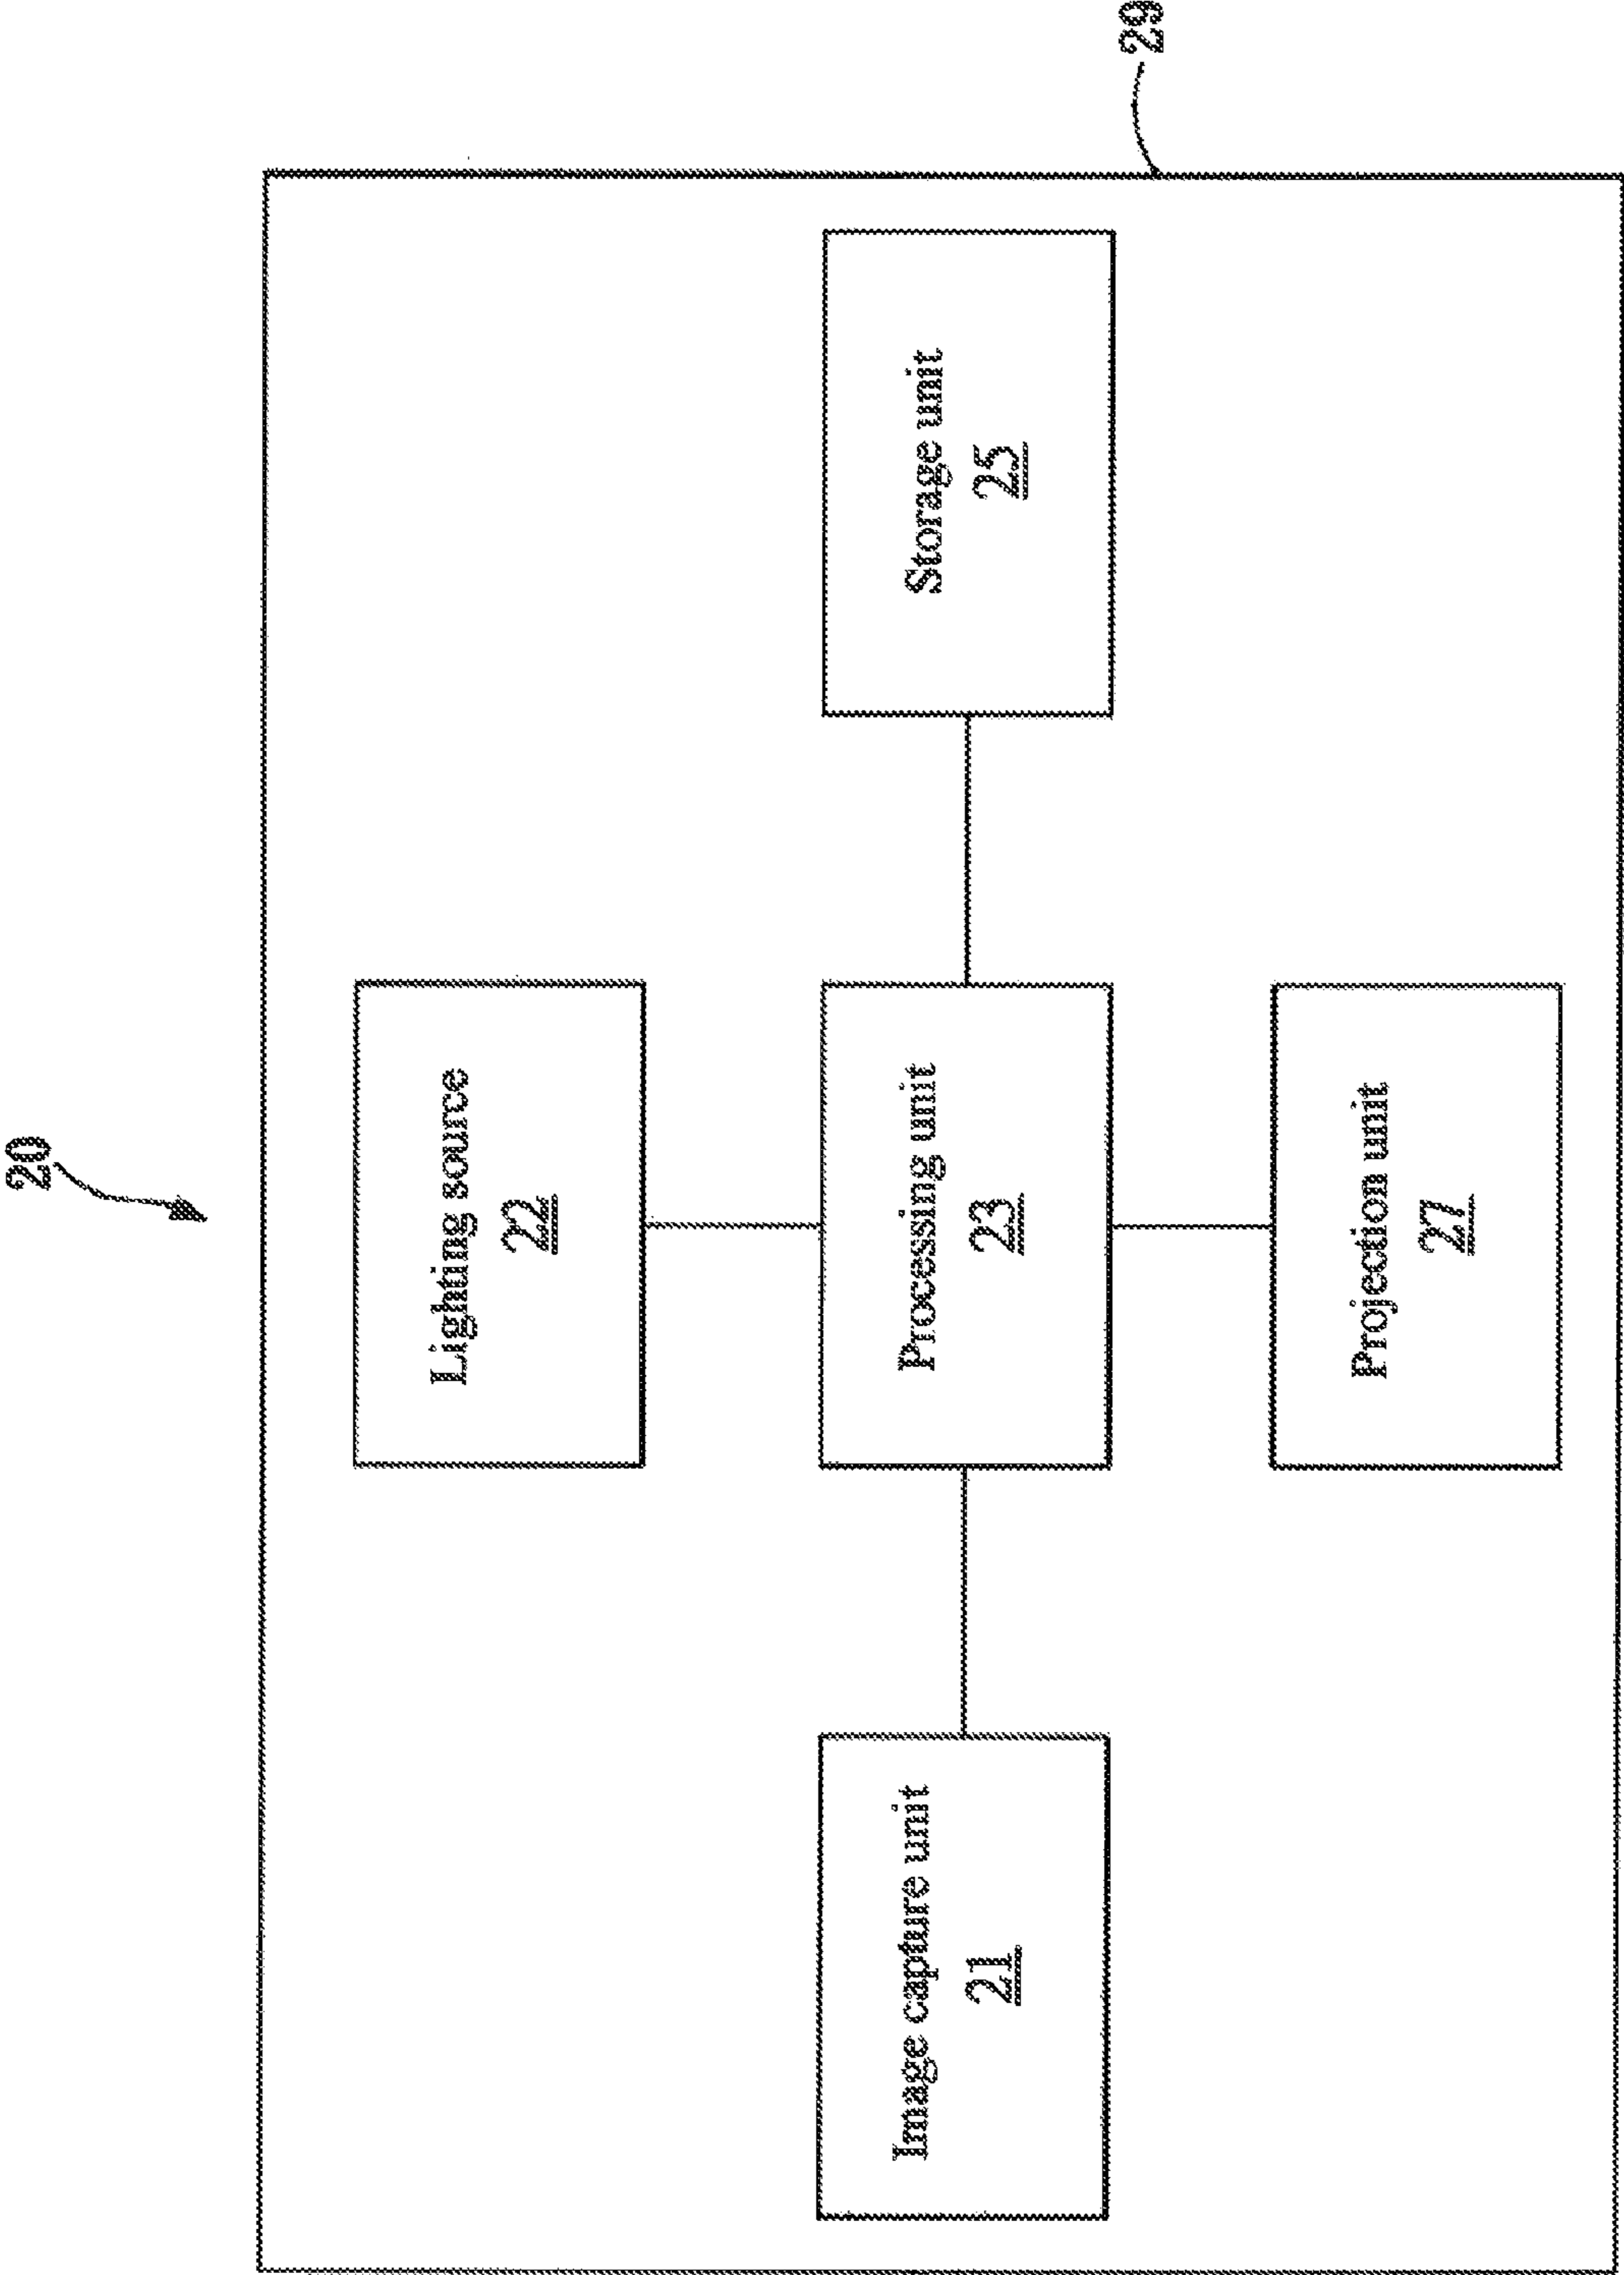 20
Lighting source
22
Image capture unit
21
Processing unit
23
Storage unit
25
Projection unit
27
29